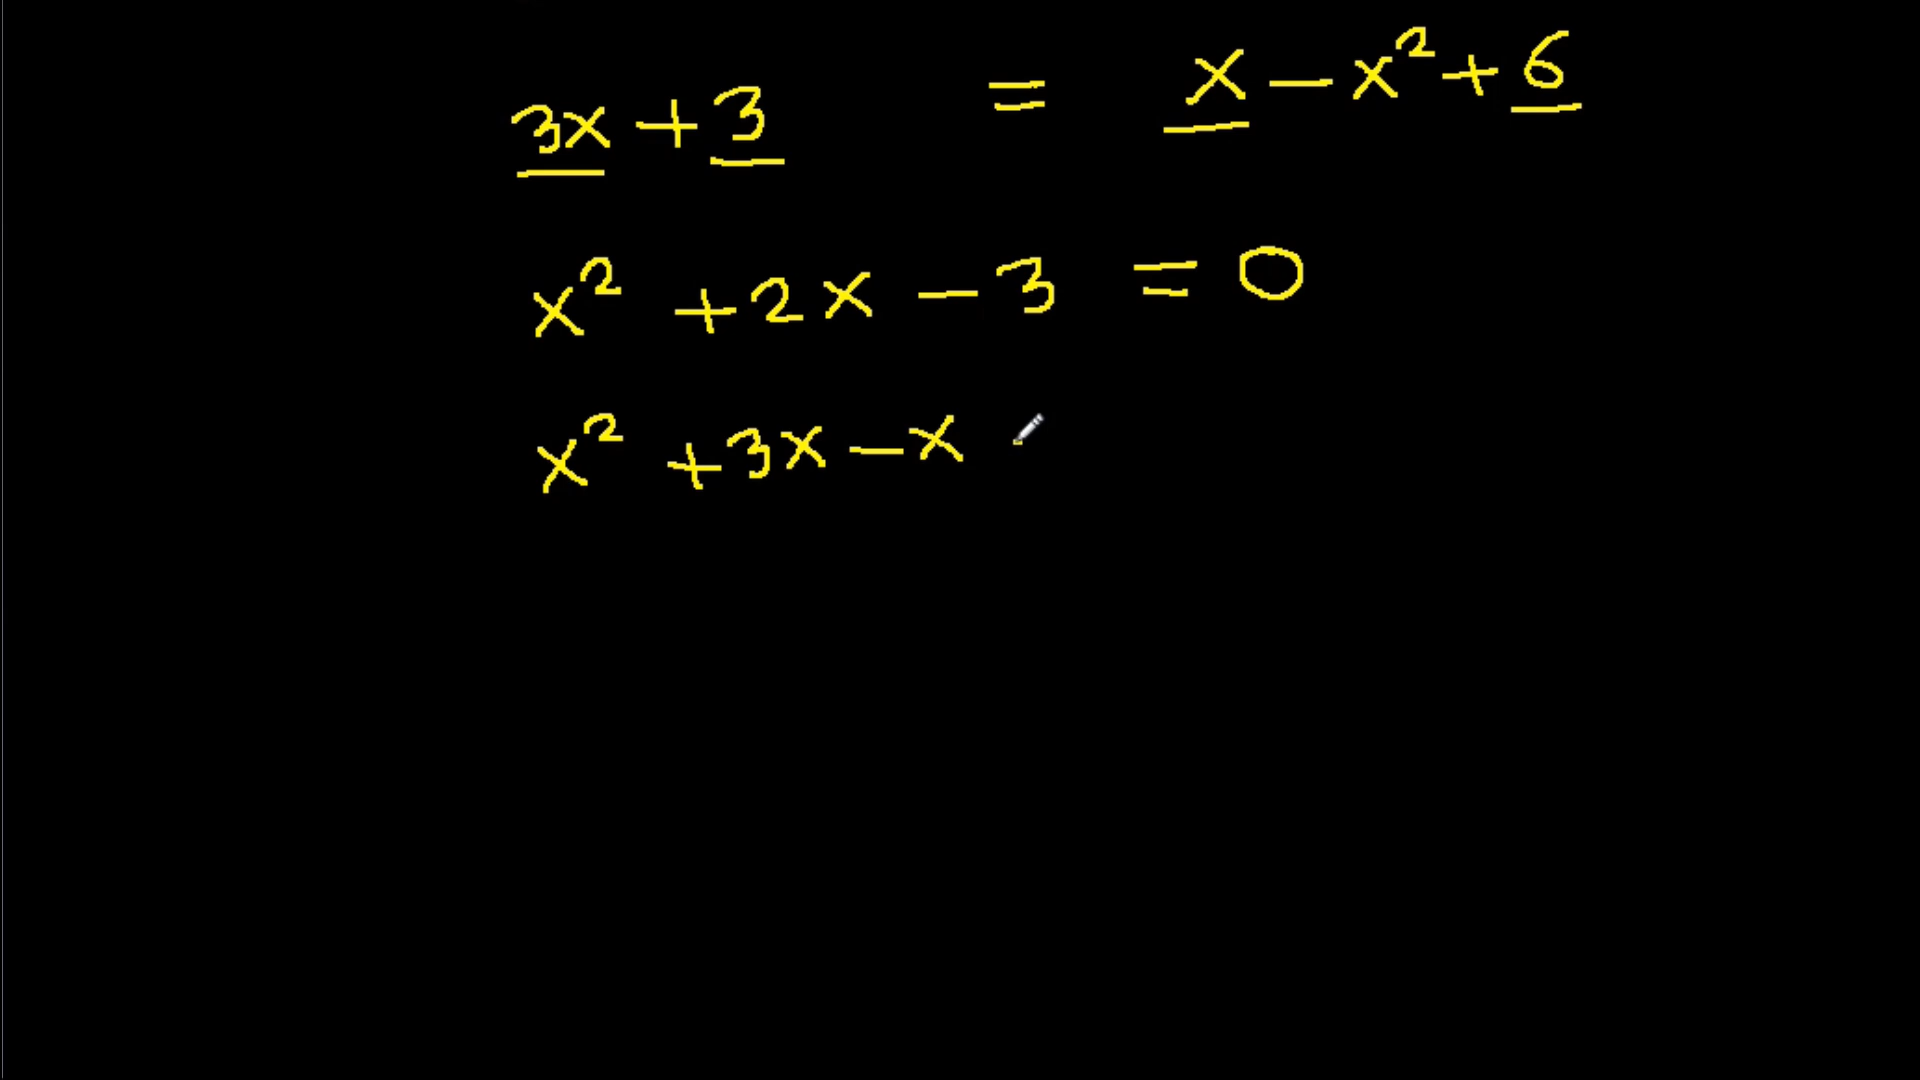 3x + 3 = x - x² + 6
x² + 2x - 3 = 0
x² + 3x - x